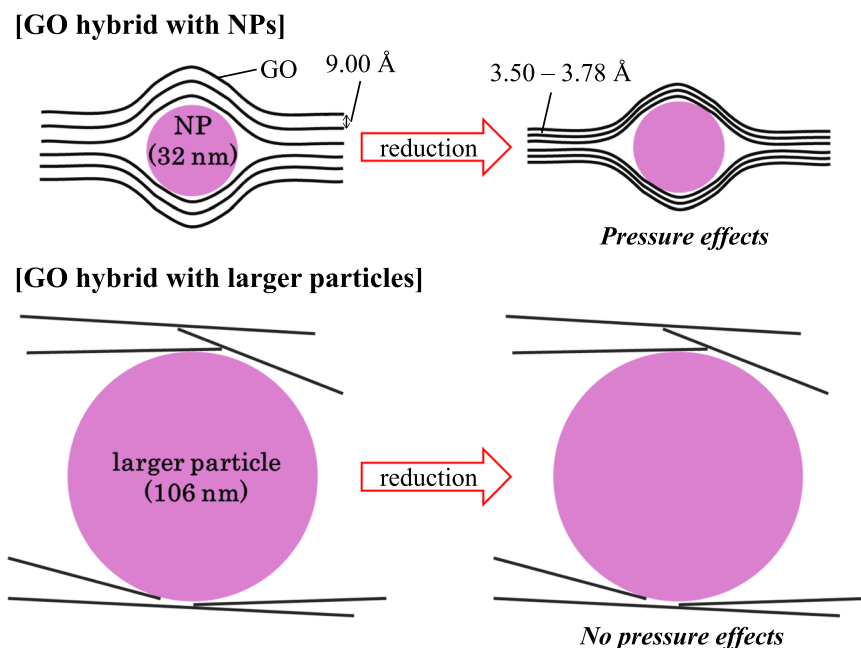 [GO hybrid with NPs]
GO
9.00 Å
3.50 – 3.78 Å
NP
(32 nm)
reduction
Pressure effects
[GO hybrid with larger particles]
larger particle
(106 nm)
reduction
No pressure effects